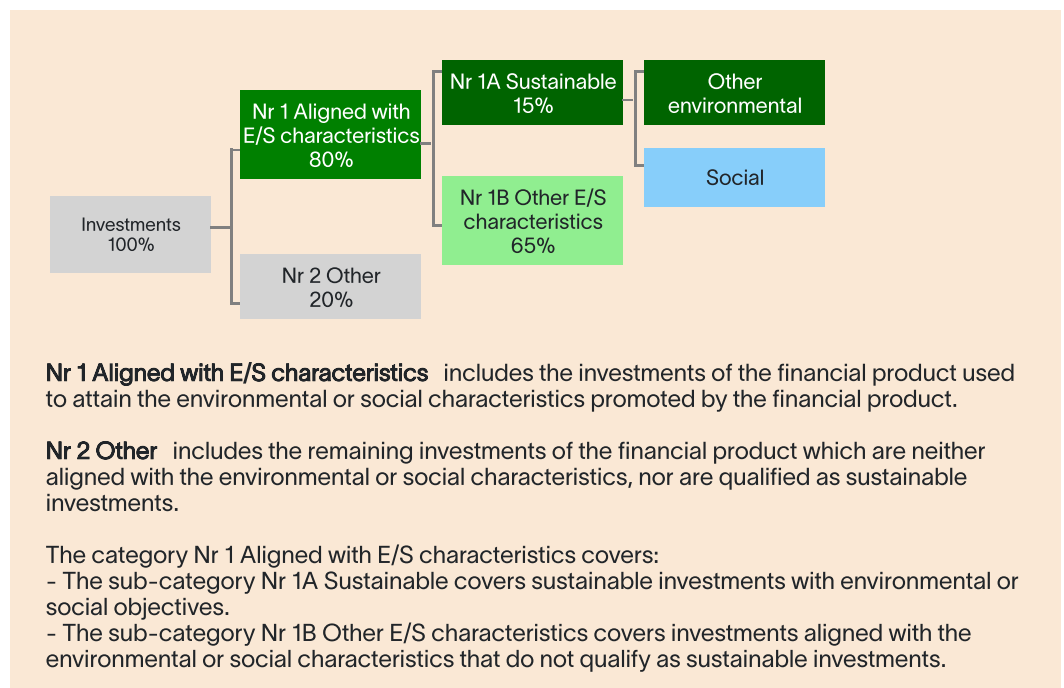 Investments
100%
Nr 1 Aligned with
E/S characteristics
80%
Nr 2 Other
20%
Nr 1A Sustainable
15%
Nr 1B Other E/S
characteristics
65%
Other
environmental
Social
Nr 1 Aligned with E/S characteristics includes the investments of the financial product used
to attain the environmental or social characteristics promoted by the financial product.
Nr 2 Other includes the remaining investments of the financial product which are neither
aligned with the environmental or social characteristics, nor are qualified as sustainable
investments.
The category Nr 1 Aligned with E/S characteristics covers:
- The sub-category Nr 1A Sustainable covers sustainable investments with environmental or
social objectives.
- The sub-category Nr 1B Other E/S characteristics covers investments aligned with the
environmental or social characteristics that do not qualify as sustainable investments.